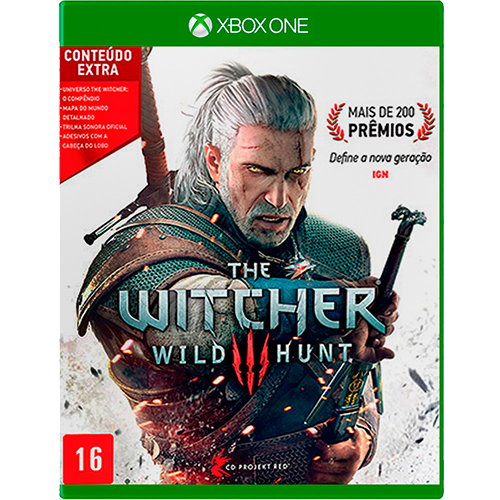 XBOX ONE
CONTEÚDO
EXTRA
- UNIVERSO THE WITCHER:
O COMPÊNDIO
- MAPA DO MUNDO
DETALHADO
- TRILHA SONORA OFICIAL
- ADESIVOS COM A
CABEÇA DO LOBO
MAIS DE 200
PRÊMIOS
Define a nova geração
IGN
THE
WITCHER
WILD HUNT
16
CD PROJEKT RED